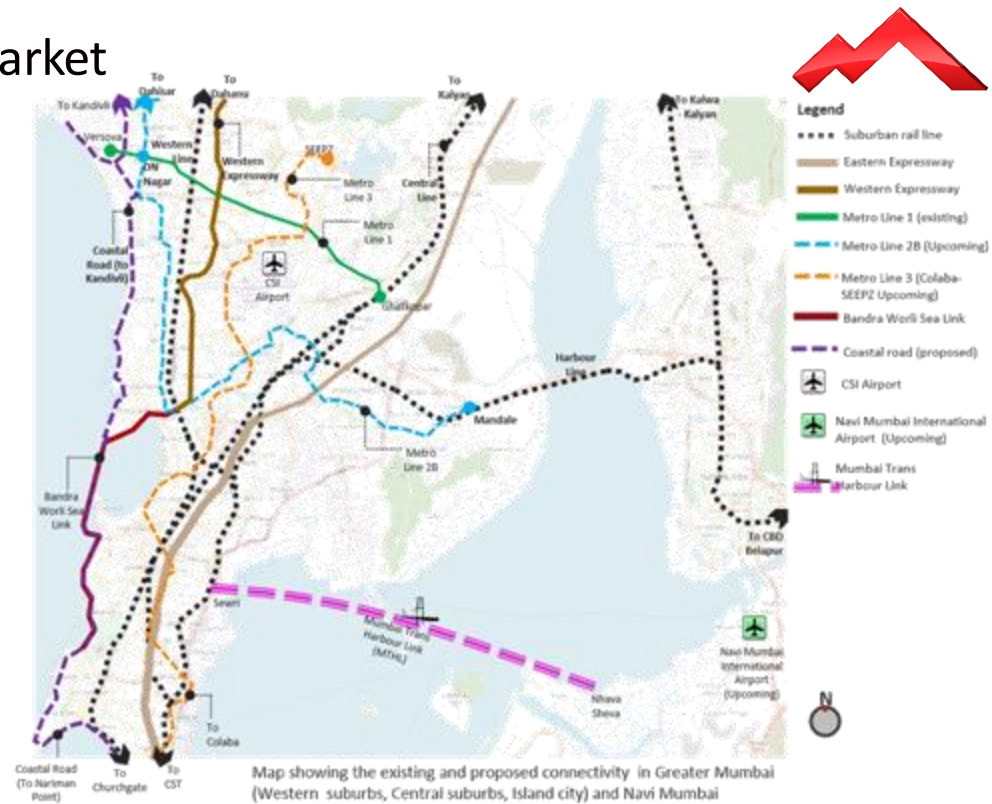 arket
To
Dahisar
To
Dahanu
To
Kalyan
To Kalwa
Kalyan
To Kandivli
Versova
Western
Line
DN
Nagar
Western
Expressway
SEEPZ
Metro
Line 3
Central
Line
Metro
Line 1
Coastal
Road (to
Kandivli)
CSI
Airport
Ghatkopar
Harbour
Line
Mandale
Metro
Line 2B
Bandra
Worli Sea
Link
To CBD
Belapur
Sewri
Mumbai Trans
Harbour Link
(MTHL)
Nhava
Sheva
Navi Mumbai
International
Airport
(Upcoming)
To
Colaba
Coastal Road
(To Nariman
Point)
To
Churchgate
To
CST
Legend
Suburban rail line
Eastern Expressway
Western Expressway
Metro Line 1 (existing)
Metro Line 2B (Upcoming)
Metro Line 3 (Colaba-
SEEPZ Upcoming)
Bandra Worli Sea Link
Coastal road (proposed)
CSI Airport
Navi Mumbai International
Airport (Upcoming)
Mumbai Trans
Harbour Link
N
Map showing the existing and proposed connectivity in Greater Mumbai
(Western suburbs, Central suburbs, Island city) and Navi Mumbai